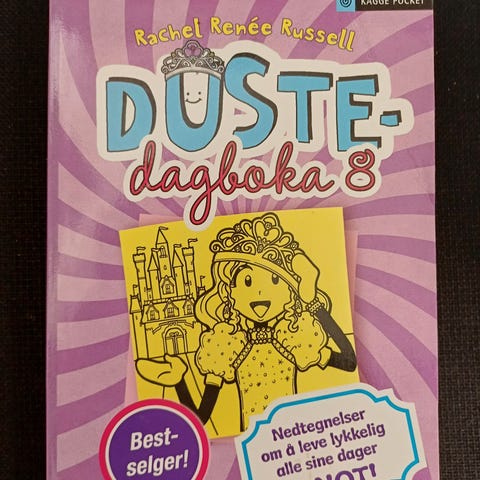 KAGGE POCKET
Rachel Renée Russell
DUSTE-
dagboka 8
Best-
selger!
Nedtegnelser
om å leve lykkelig
alle sine dager
NOT!